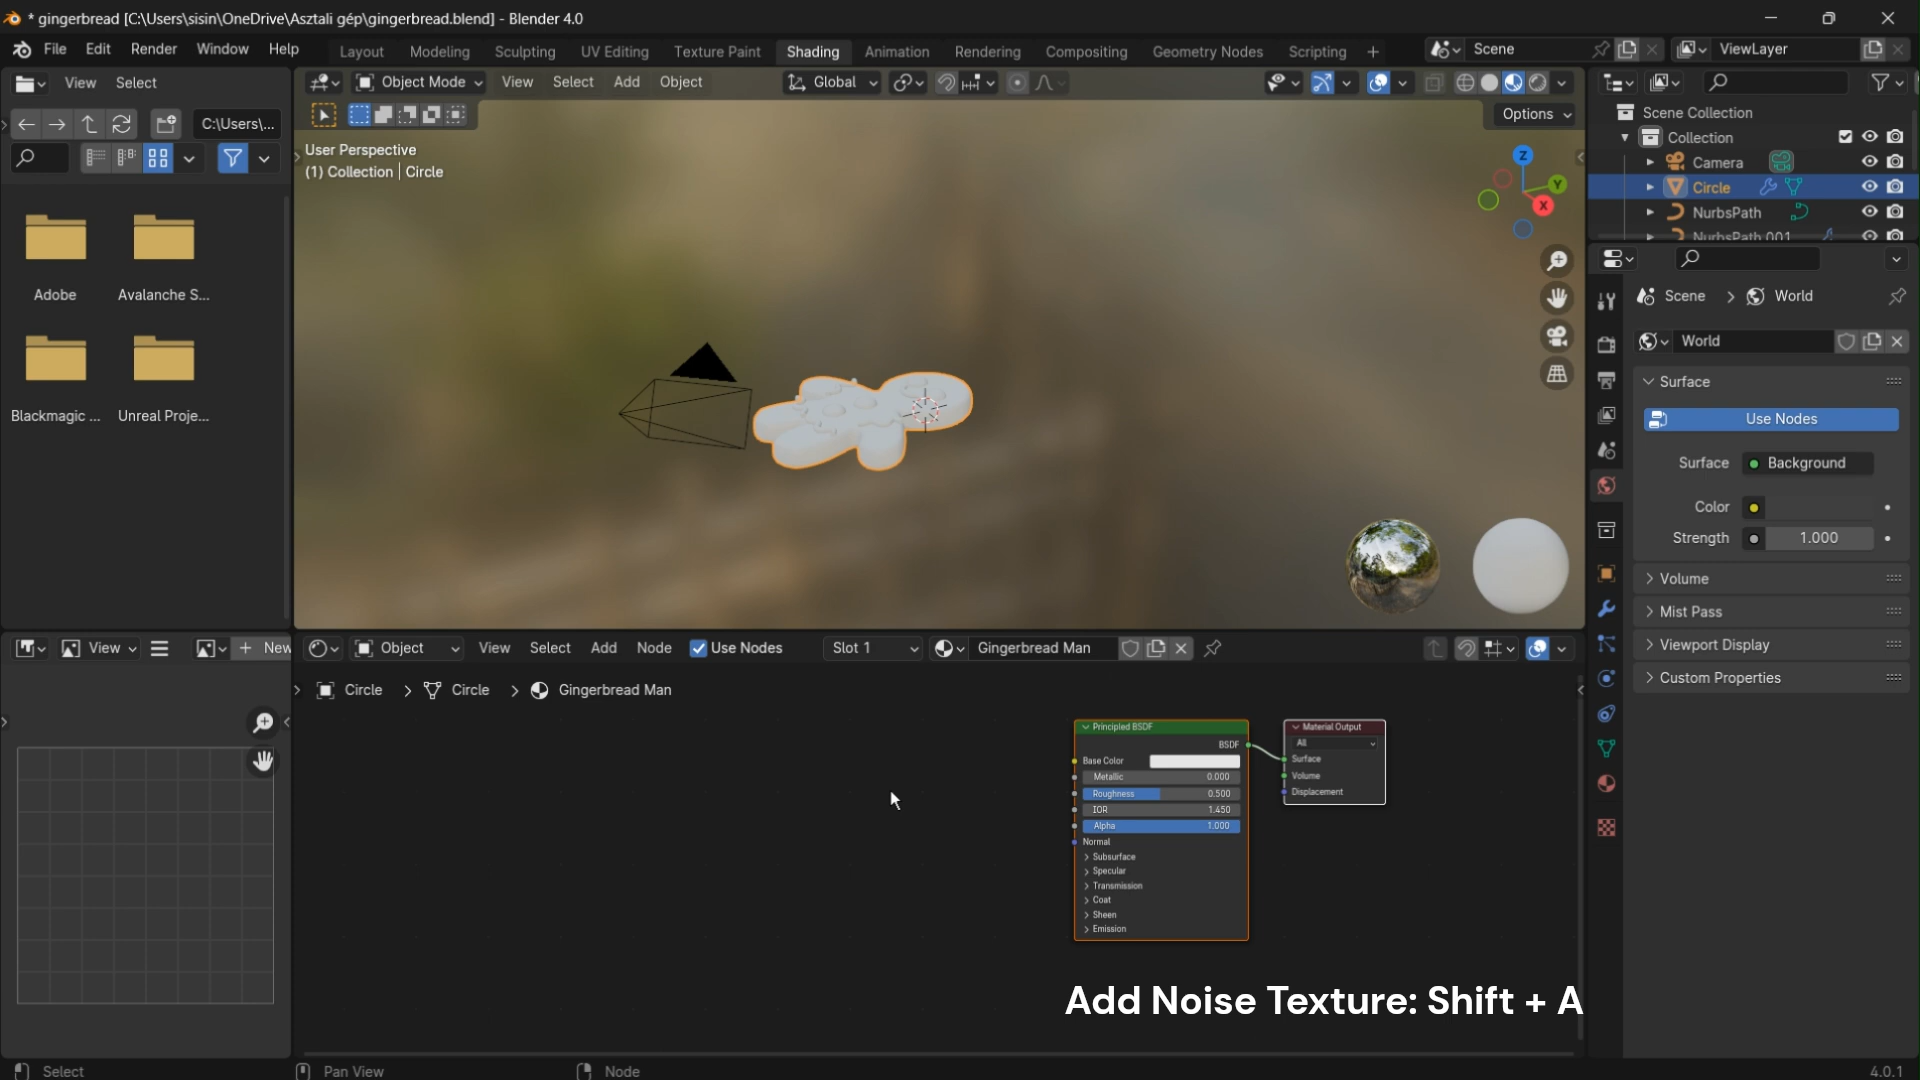 * gingerbread [C:\Users\sisin\OneDrive\Asztali gép\gingerbread.blend] - Blender 4.0
File Edit Render Window Help
Layout Modeling Sculpting UV Editing Texture Paint Shading Animation Rendering Compositing Geometry Nodes Scripting +
Scene
ViewLayer
View Select
C:\Users\...
Adobe
Avalanche S...
Blackmagic ...
Unreal Proje...
Object Mode View Select Add Object
Global
Options
User Perspective
(1) Collection | Circle
Z
Y
X
Scene Collection
Collection
Camera
Circle
NurbsPath
NurbsPath.001
Scene > World
World
Surface
Use Nodes
Surface Background
Color
Strength 1.000
Volume
Mist Pass
Viewport Display
Custom Properties
View
+ New
Object View Select Add Node Use Nodes
Slot 1
Gingerbread Man
Circle > Circle > Gingerbread Man
Principled BSDF
BSDF
Base Color
Metallic 0.000
Roughness 0.500
IOR 1.450
Alpha 1.000
Normal
Subsurface
Specular
Transmission
Coat
Sheen
Emission
Material Output
All
Surface
Volume
Displacement
Add Noise Texture: Shift + A
Select
Pan View
Node
4.0.1